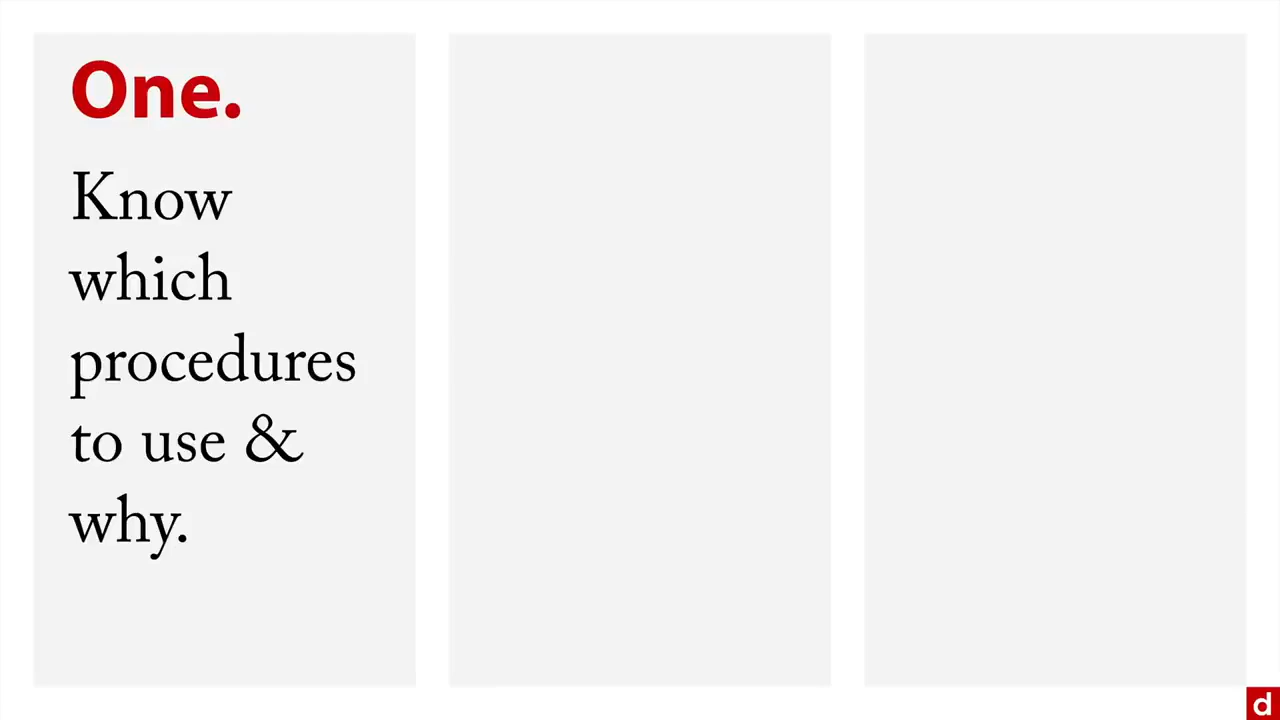 One.
Know
which
procedures
to use &
why.
d